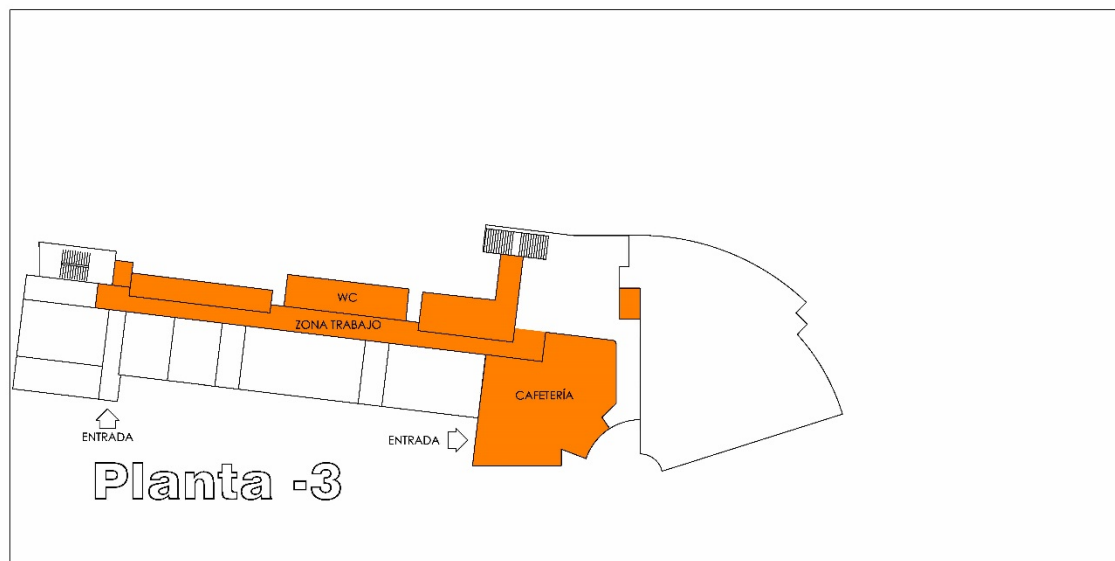 WC
ZONA TRABAJO
CAFETERÍA
ENTRADA
ENTRADA
Planta -3